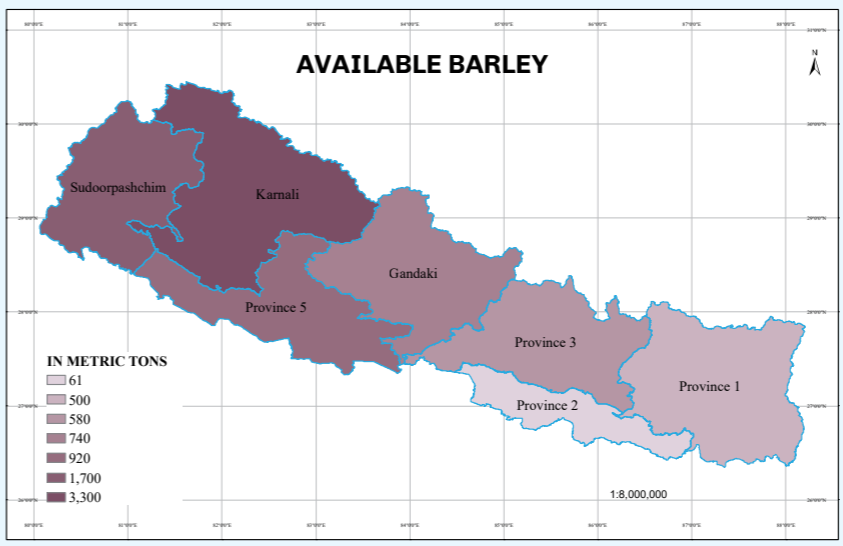 AVAILABLE BARLEY
N
Sudoorpashchim
Karnali
Gandaki
Province 5
Province 3
Province 1
Province 2
IN METRIC TONS
61
500
580
740
920
1,700
3,300
1:8,000,000